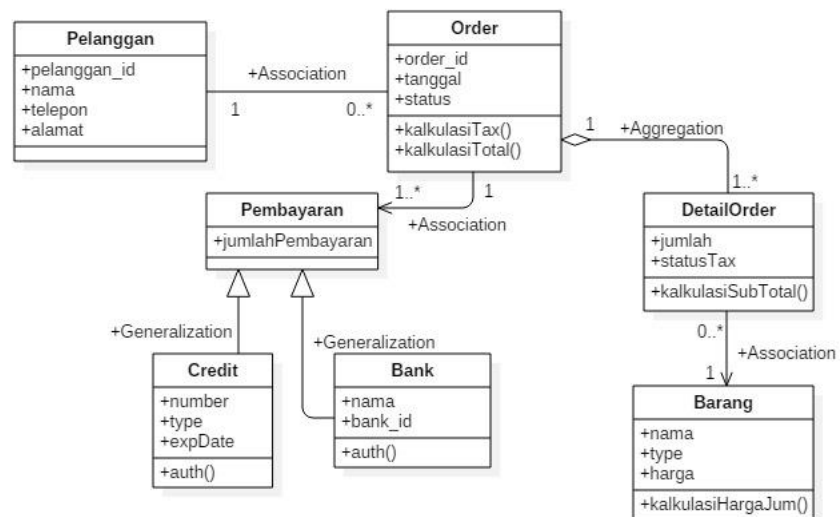 Pelanggan
+pelanggan_id
+nama
+telepon
+alamat
+Association
1
0..*
Order
+order_id
+tanggal
+status
+kalkulasiTax()
+kalkulasiTotal()
1
+Aggregation
1..*
1..*
1
+Association
Pembayaran
+jumlahPembayaran
DetailOrder
+jumlah
+statusTax
+kalkulasiSubTotal()
+Generalization
+Generalization
0..*
+Association
1
Credit
+number
+type
+expDate
+auth()
Bank
+nama
+bank_id
+auth()
Barang
+nama
+type
+harga
+kalkulasiHargaJum()